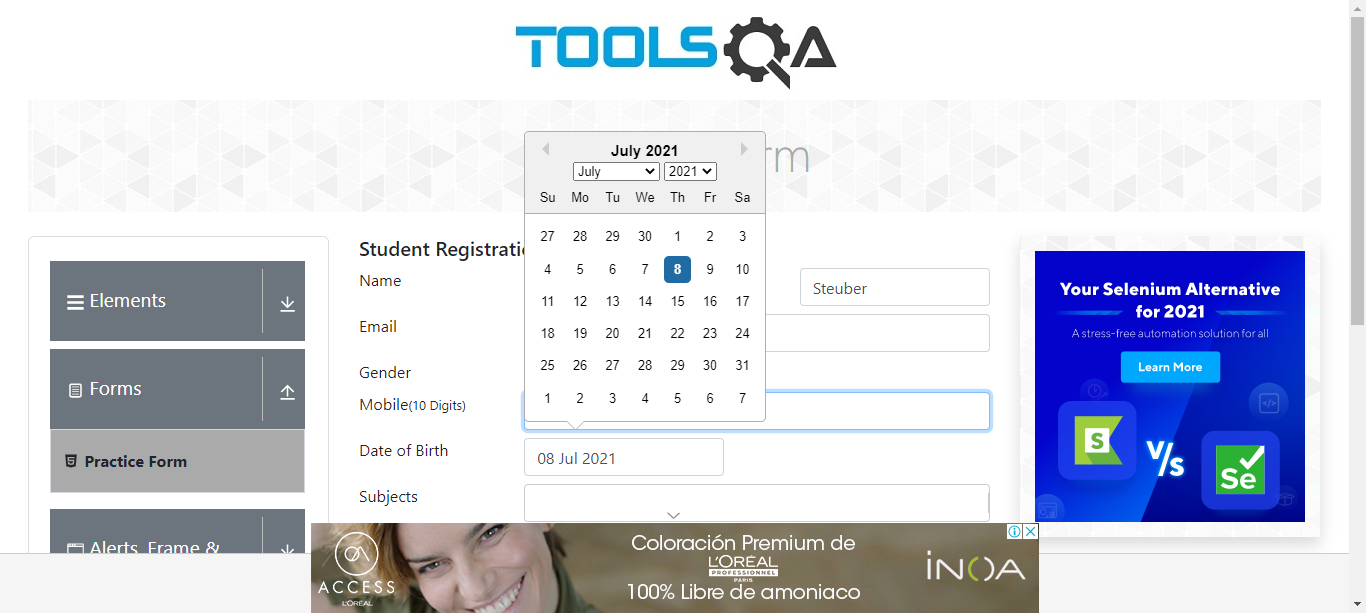 TOOLSQA
rm
July 2021
July 2021
Su Mo Tu We Th Fr Sa
27 28 29 30 1 2 3
4 5 6 7 8 9 10
11 12 13 14 15 16 17
18 19 20 21 22 23 24
25 26 27 28 29 30 31
1 2 3 4 5 6 7
Elements
Forms
Practice Form
Alerts, Frame &
Student Registrati
Name
Steuber
Email
Gender
Mobile(10 Digits)
Date of Birth
08 Jul 2021
Subjects
Your Selenium Alternative
for 2021
A stress-free automation solution for all
Learn More
S
V/s
Se
ACCESS
L'ORÉAL
Coloración Premium de
L'ORÉAL
PROFESSIONNEL
PARIS
100% Libre de amoniaco
iNOA